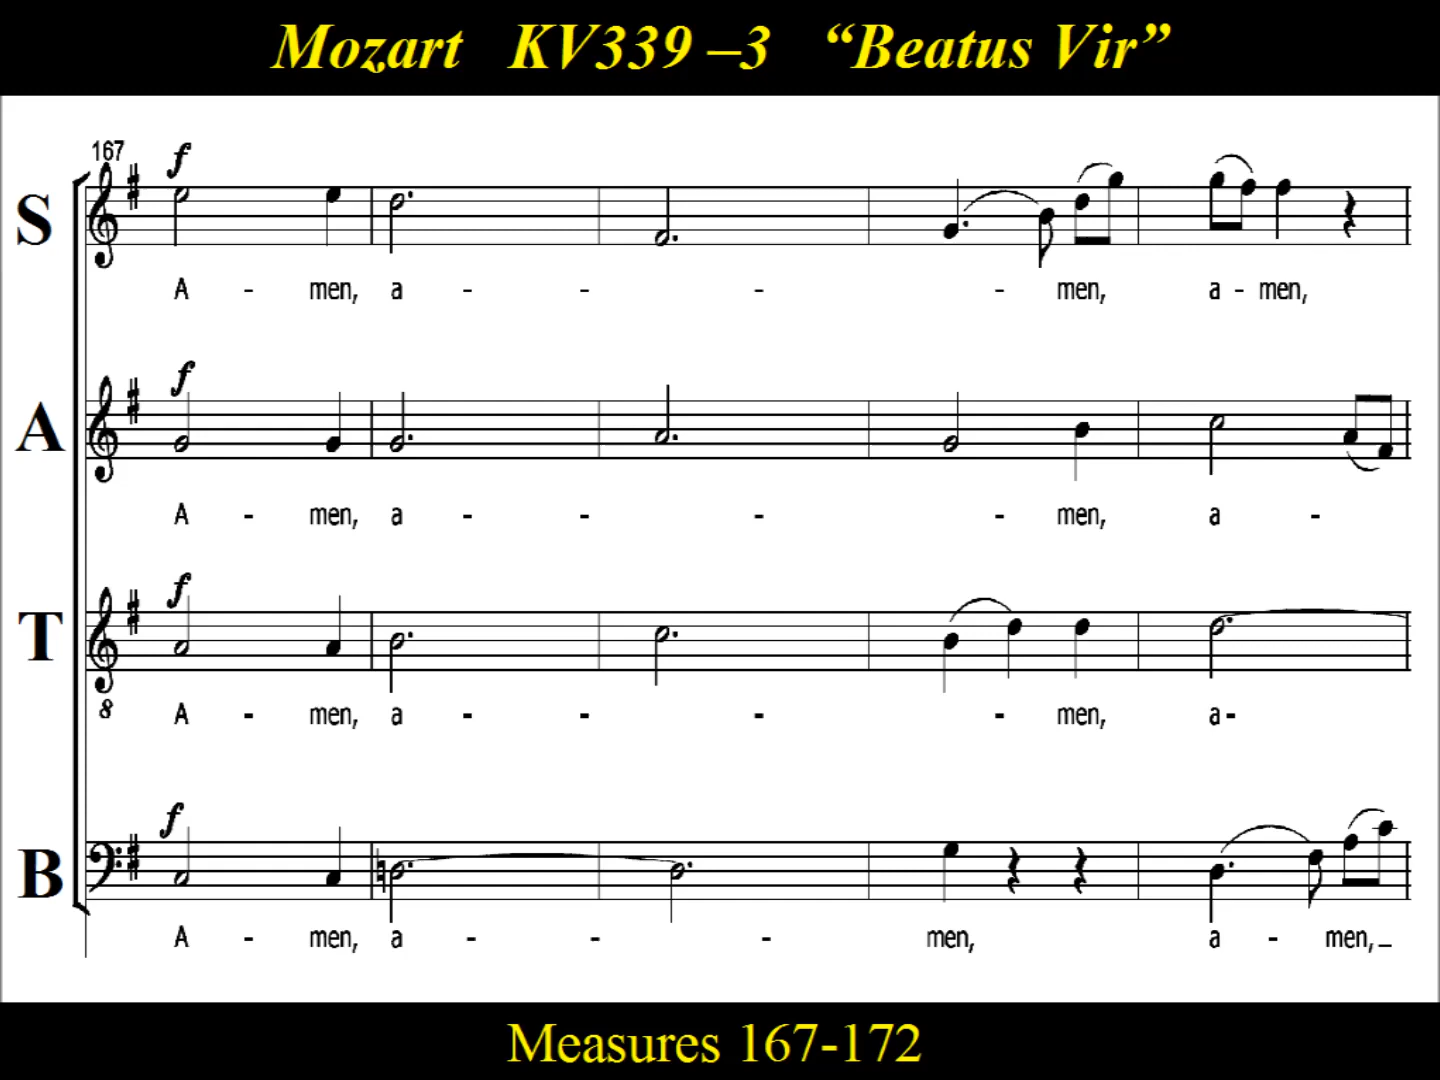 Mozart KV339 –3 “Beatus Vir”
167 f
S
A - men, a - - - - men, a - men,
f
A
A - men, a - - - - men, a -
f
T
8
A - men, a - - - - men, a-
f
B
A - men, a - - - men, a - men,_
Measures 167-172